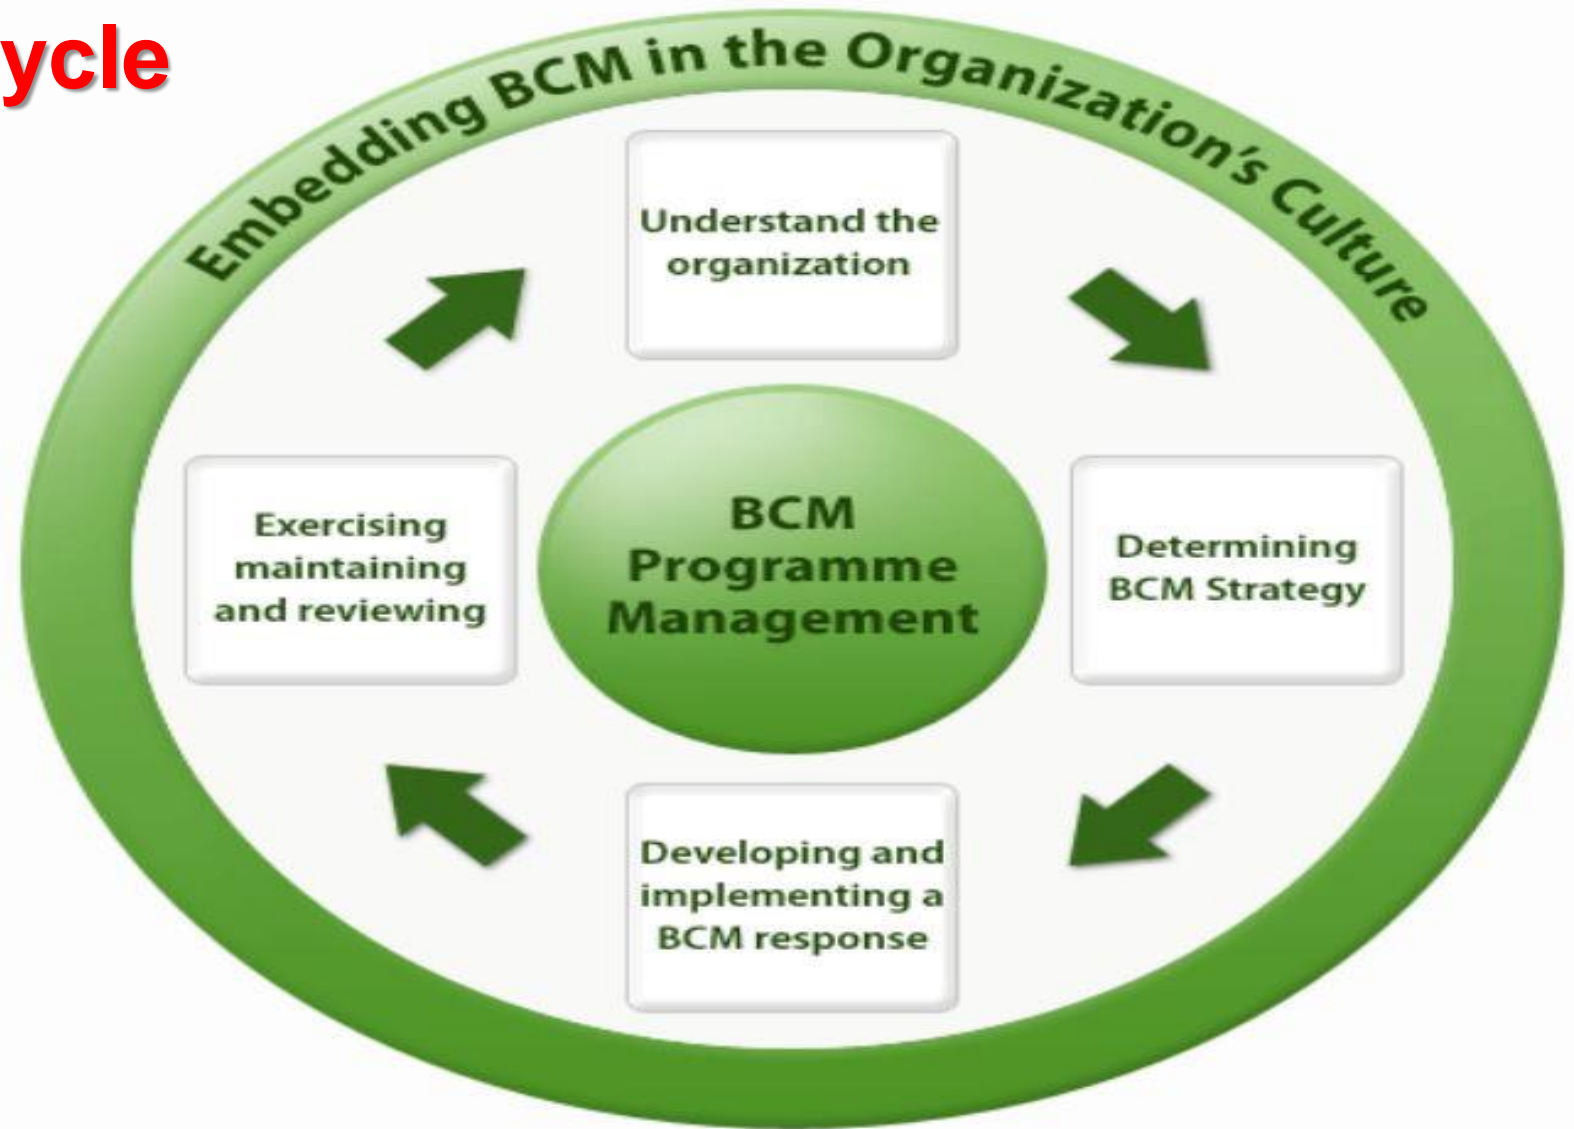 ycle
Embedding BCM in the Organization's Culture
Understand the
organization
Exercising
maintaining
and reviewing
BCM
Programme
Management
Determining
BCM Strategy
Developing and
implementing a
BCM response